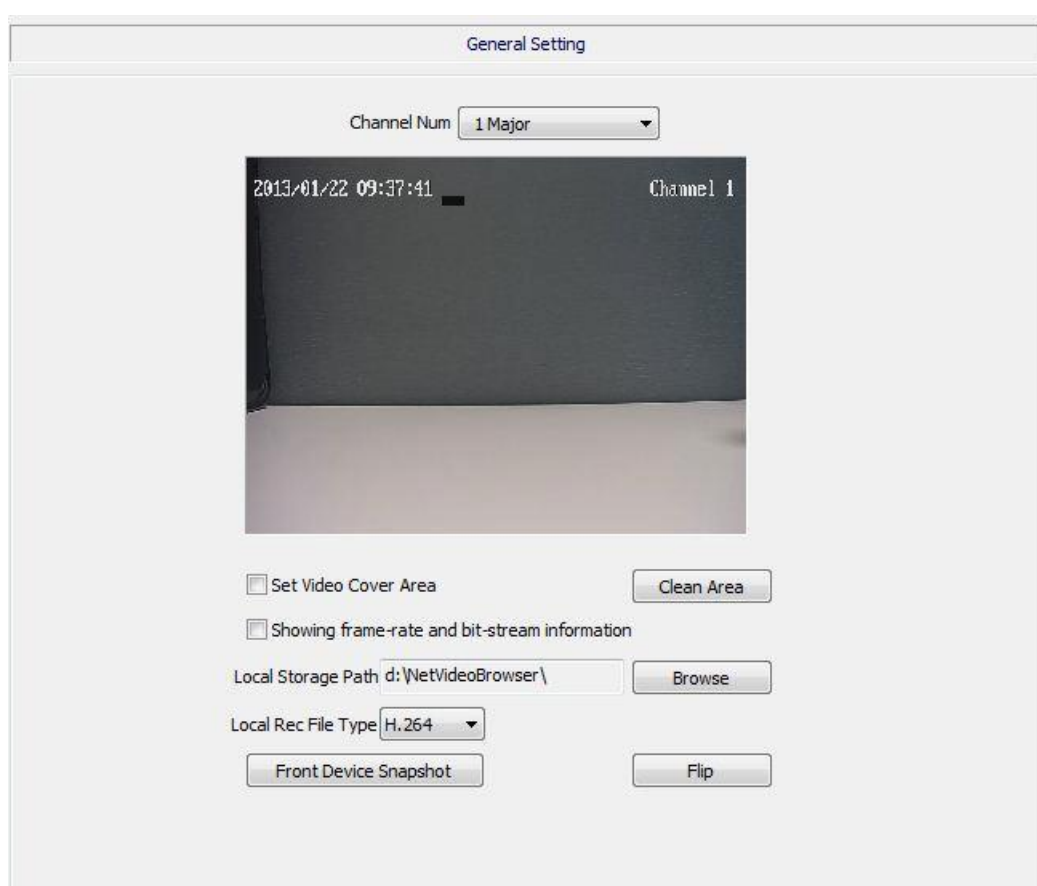 General Setting
Channel Num 1 Major
2013/01/22 09:37:41 Channel 1
Set Video Cover Area Clean Area
Showing frame-rate and bit-stream information
Local Storage Path d:\NetVideoBrowser\ Browse
Local Rec File Type H.264
Front Device Snapshot Flip